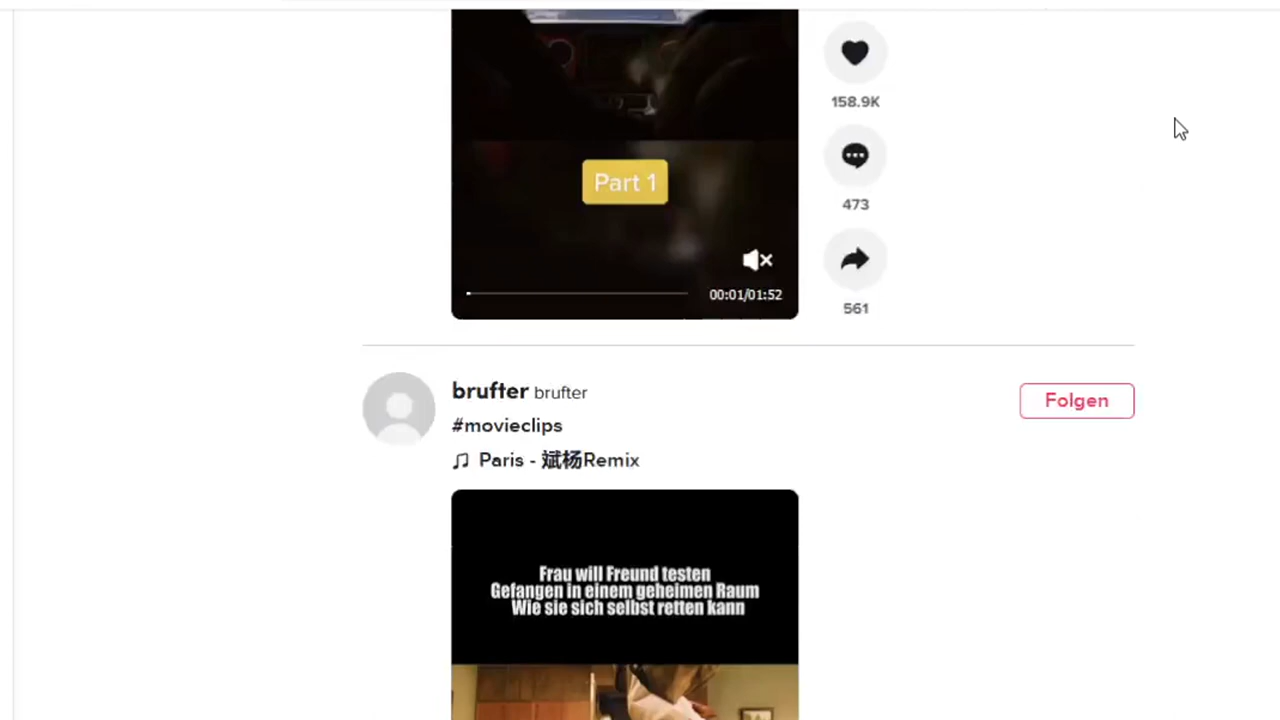 158.9K
Part 1
473
00:01/01:52
561
brufter brufter
Folgen
#movieclips
Paris - 斌杨Remix
Frau will Freund testen
Gefangen in einem geheimen Raum
Wie sie sich selbst retten kann